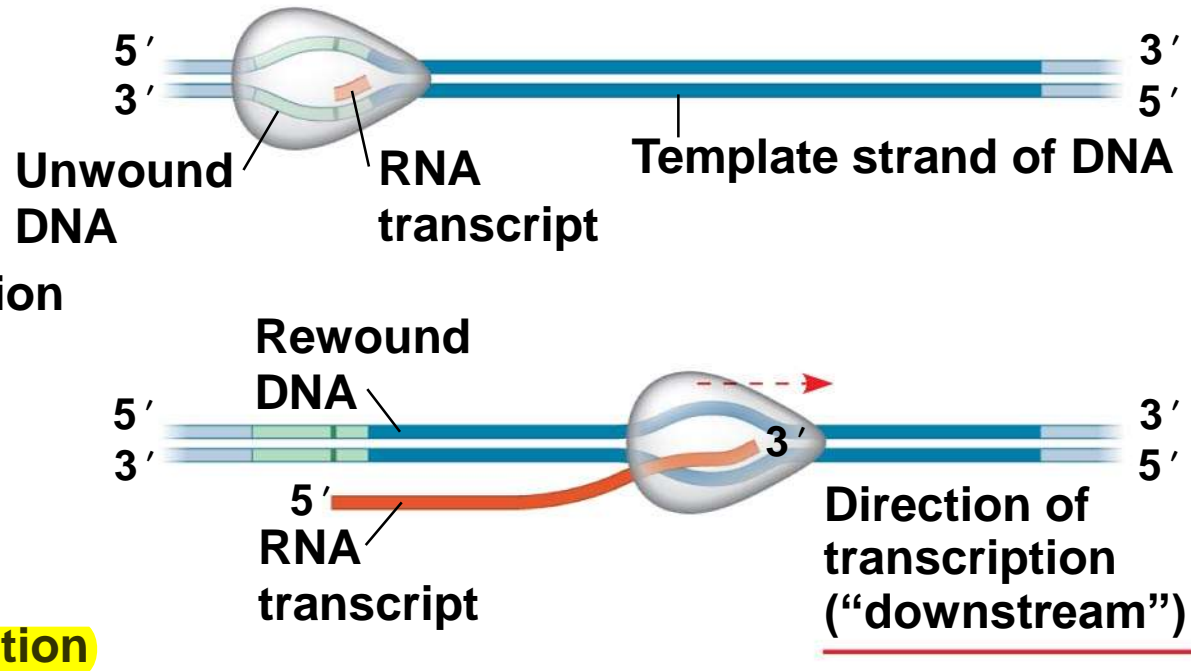 5′ 3′
3′ 5′
Unwound DNA
RNA transcript
Template strand of DNA
tion
Rewound DNA
5′ 3′
3′ 3′ 5′
5′
RNA transcript
Direction of
transcription
(“downstream”)
tion